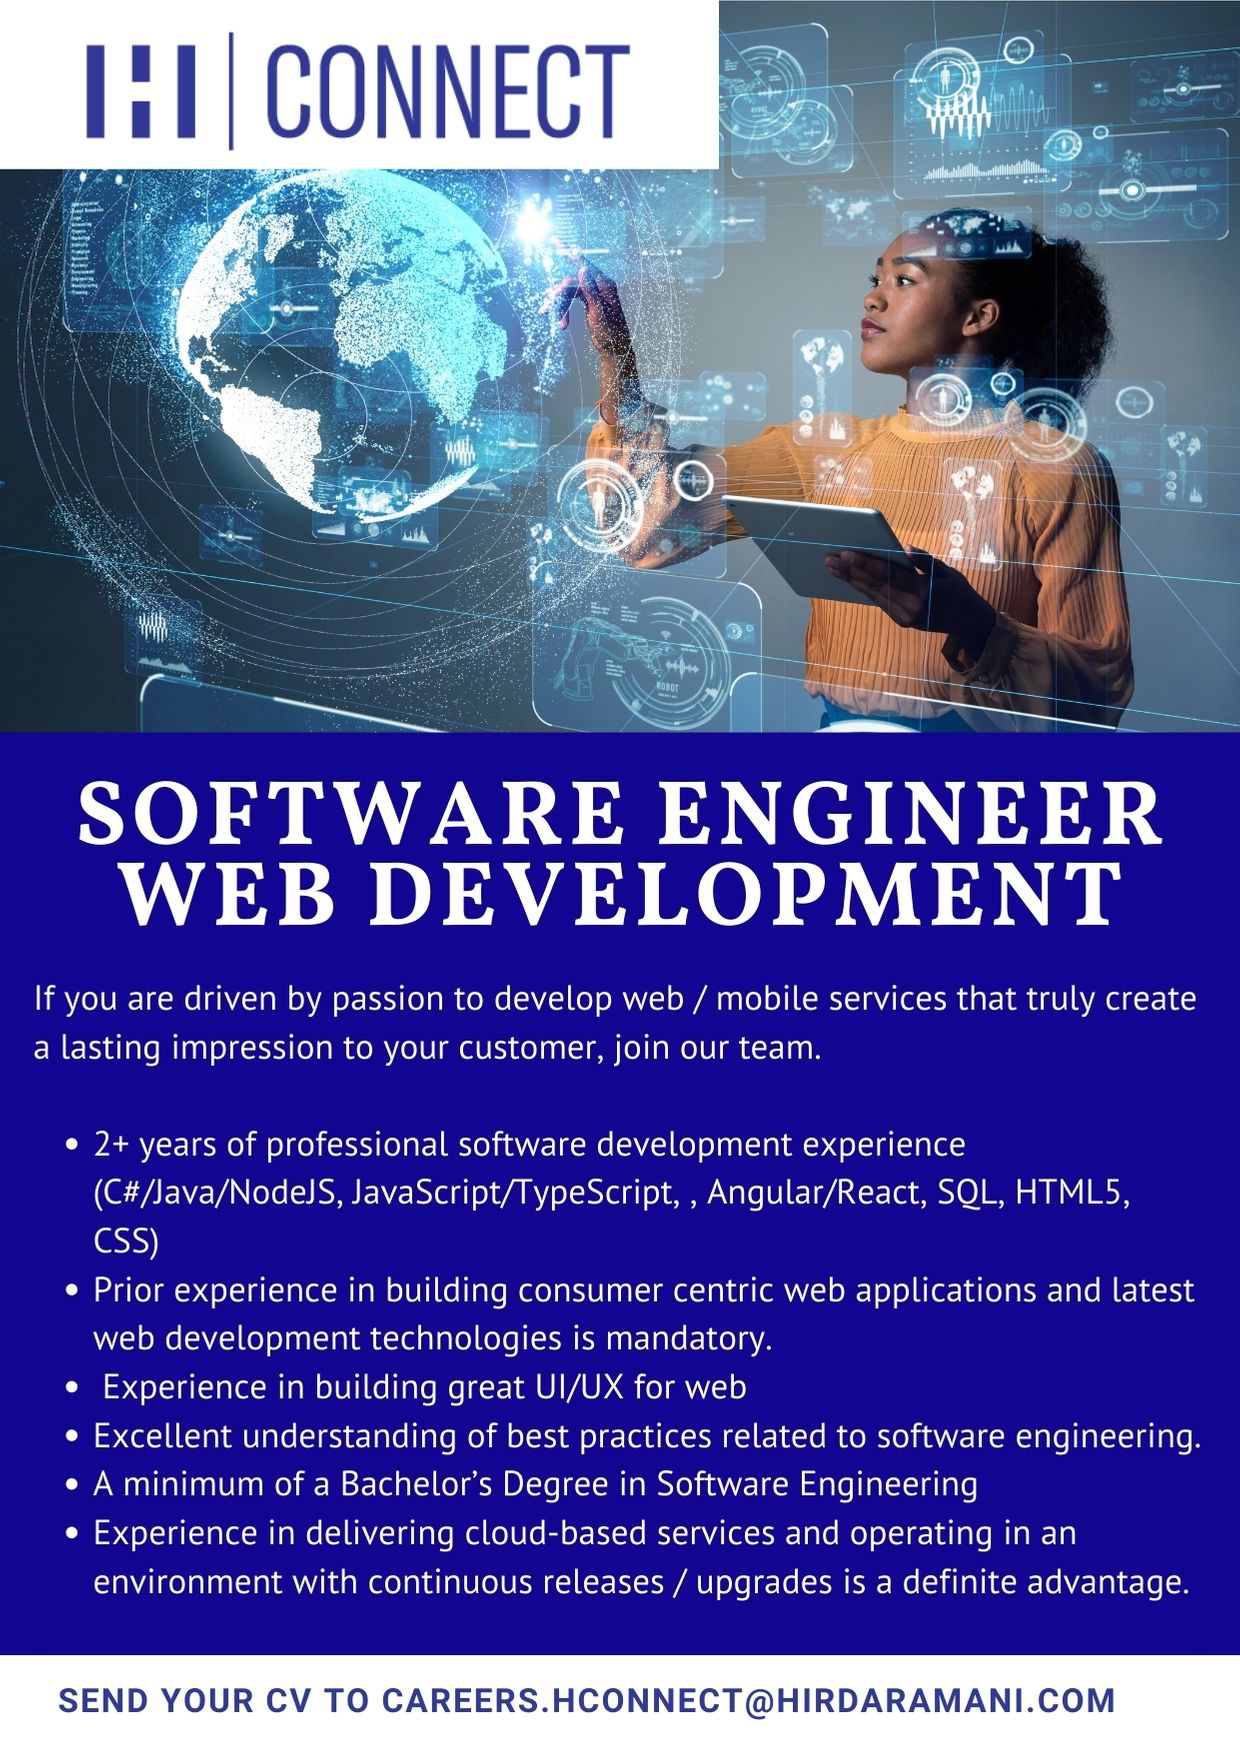 CONNECT
ROBOT
SOFTWARE ENGINEER
WEB DEVELOPMENT
If you are driven by passion to develop web / mobile services that truly create
a lasting impression to your customer, join our team.
• 2+ years of professional software development experience
(C#/Java/NodeJS, JavaScript/TypeScript, , Angular/React, SQL, HTML5,
CSS)
• Prior experience in building consumer centric web applications and latest
web development technologies is mandatory.
• Experience in building great UI/UX for web
• Excellent understanding of best practices related to software engineering.
• A minimum of a Bachelor’s Degree in Software Engineering
• Experience in delivering cloud-based services and operating in an
environment with continuous releases / upgrades is a definite advantage.
SEND YOUR CV TO CAREERS.HCONNECT@HIRDARAMANI.COM